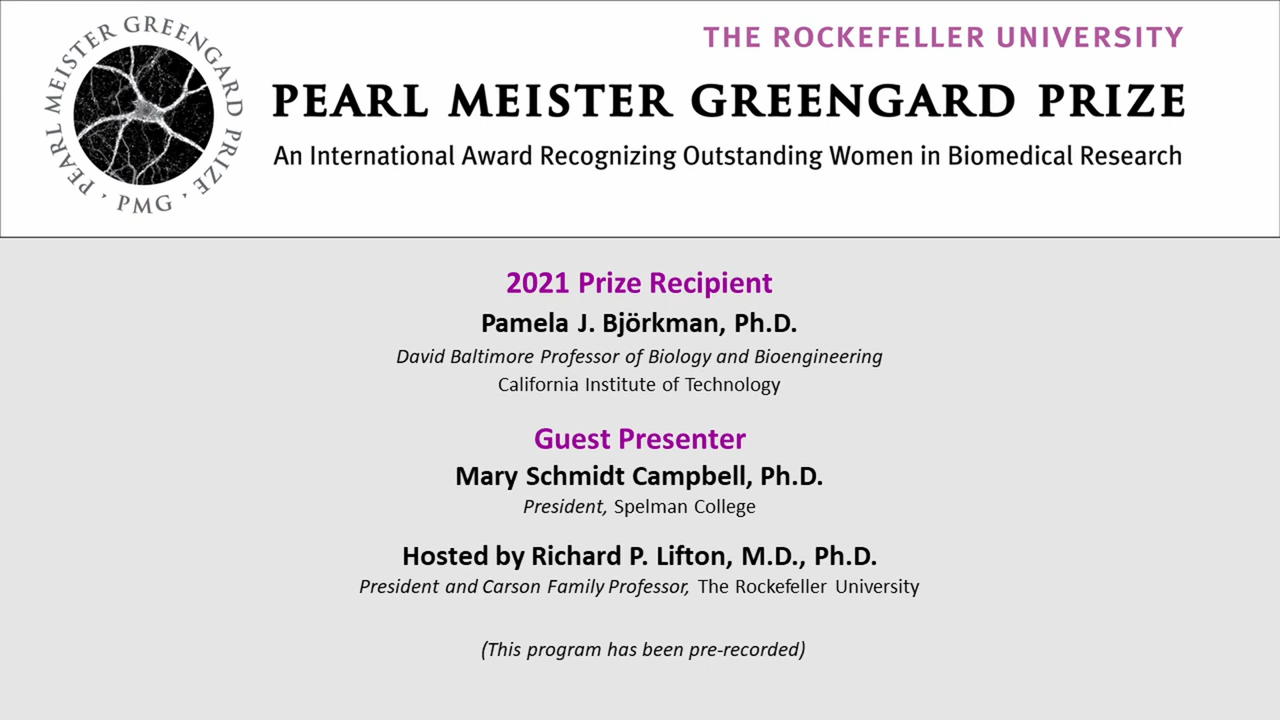 PEARL MEISTER GREENGARD PRIZE · PMG ·
THE ROCKEFELLER UNIVERSITY
PEARL MEISTER GREENGARD PRIZE
An International Award Recognizing Outstanding Women in Biomedical Research
2021 Prize Recipient
Pamela J. Björkman, Ph.D.
David Baltimore Professor of Biology and Bioengineering
California Institute of Technology
Guest Presenter
Mary Schmidt Campbell, Ph.D.
President, Spelman College
Hosted by Richard P. Lifton, M.D., Ph.D.
President and Carson Family Professor, The Rockefeller University
(This program has been pre-recorded)